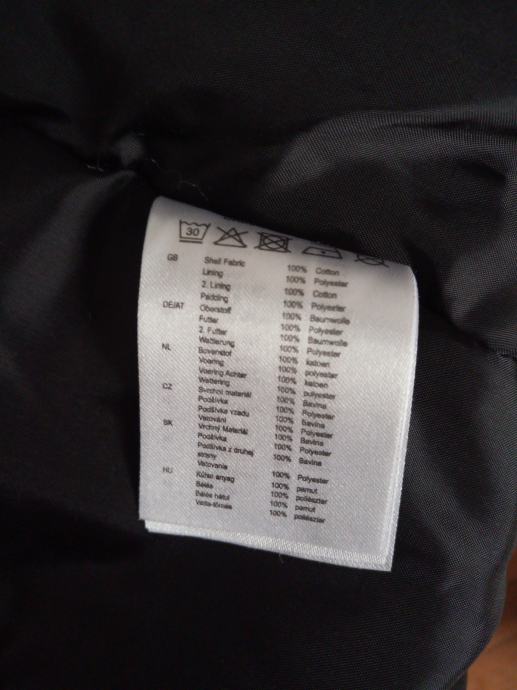 30
GB Shell Fabric 100% Cotton
Lining 100% Polyester
2. Lining 100% Cotton
Padding 100% Polyester
DE/AT Oberstoff 100% Baumwolle
Futter 100% Polyester
2. Futter 100% Baumwolle
Wattierung 100% Polyester
NL Bovenstof 100% katoen
Voering 100% polyester
Voering Achter 100% katoen
Wattering 100% polyester
CZ Svrchní materiál 100% Bavlna
Podšívka 100% Polyester
Podšívka vzadu 100% Bavlna
Vatování 100% Polyester
SK Vrchný Materiál 100% Bavlna
Podšívka 100% Polyester
Podšívka z druhej 100% Bavlna
strany
Vatovanie 100% Polyester
HU Külső anyag 100% pamut
Bélés 100% poliészter
Bélés hátul 100% pamut
Vatta-tömés 100% poliészter